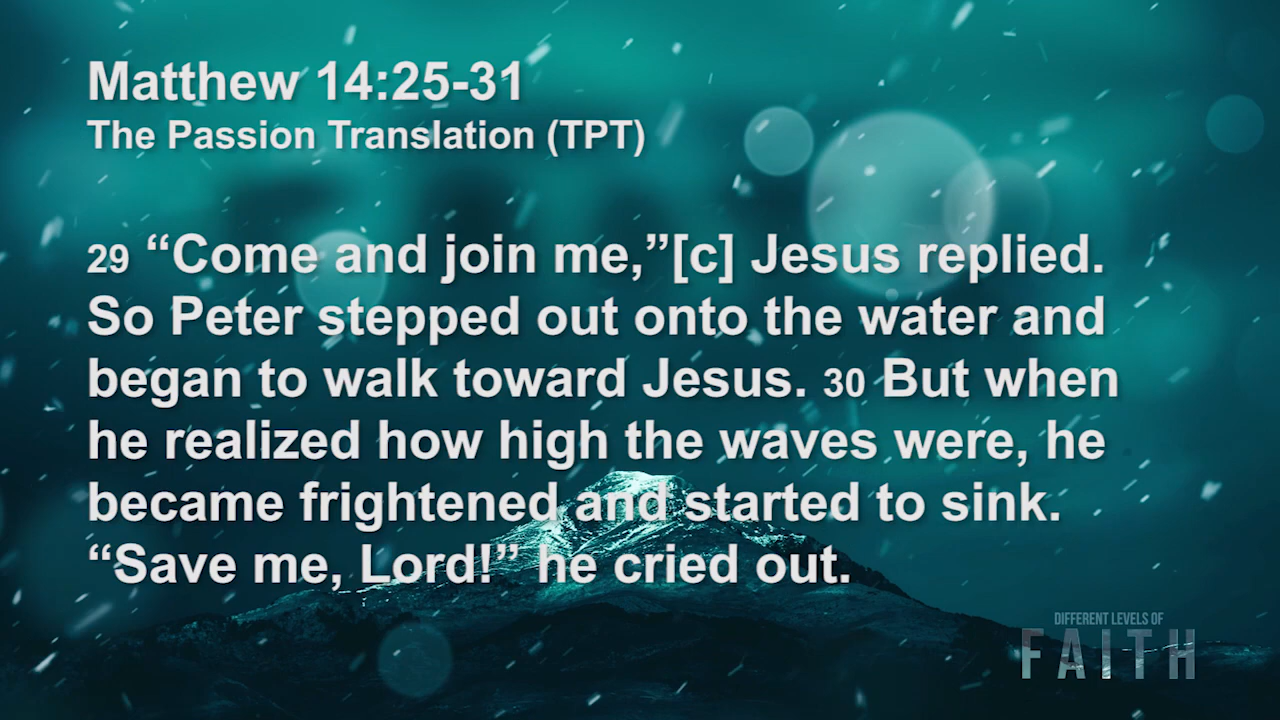 Matthew 14:25-31
The Passion Translation (TPT)
29 “Come and join me,”[c] Jesus replied.
So Peter stepped out onto the water and
began to walk toward Jesus. 30 But when
he realized how high the waves were, he
became frightened and started to sink.
“Save me, Lord!” he cried out.
DIFFERENT LEVELS OF
FAITH